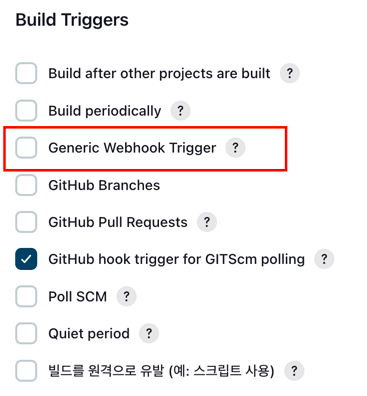 Build Triggers
Build after other projects are built ?
Build periodically ?
Generic Webhook Trigger ?
GitHub Branches
GitHub Pull Requests ?
GitHub hook trigger for GITScm polling ?
Poll SCM ?
Quiet period ?
빌드를 원격으로 유발 (예: 스크립트 사용) ?